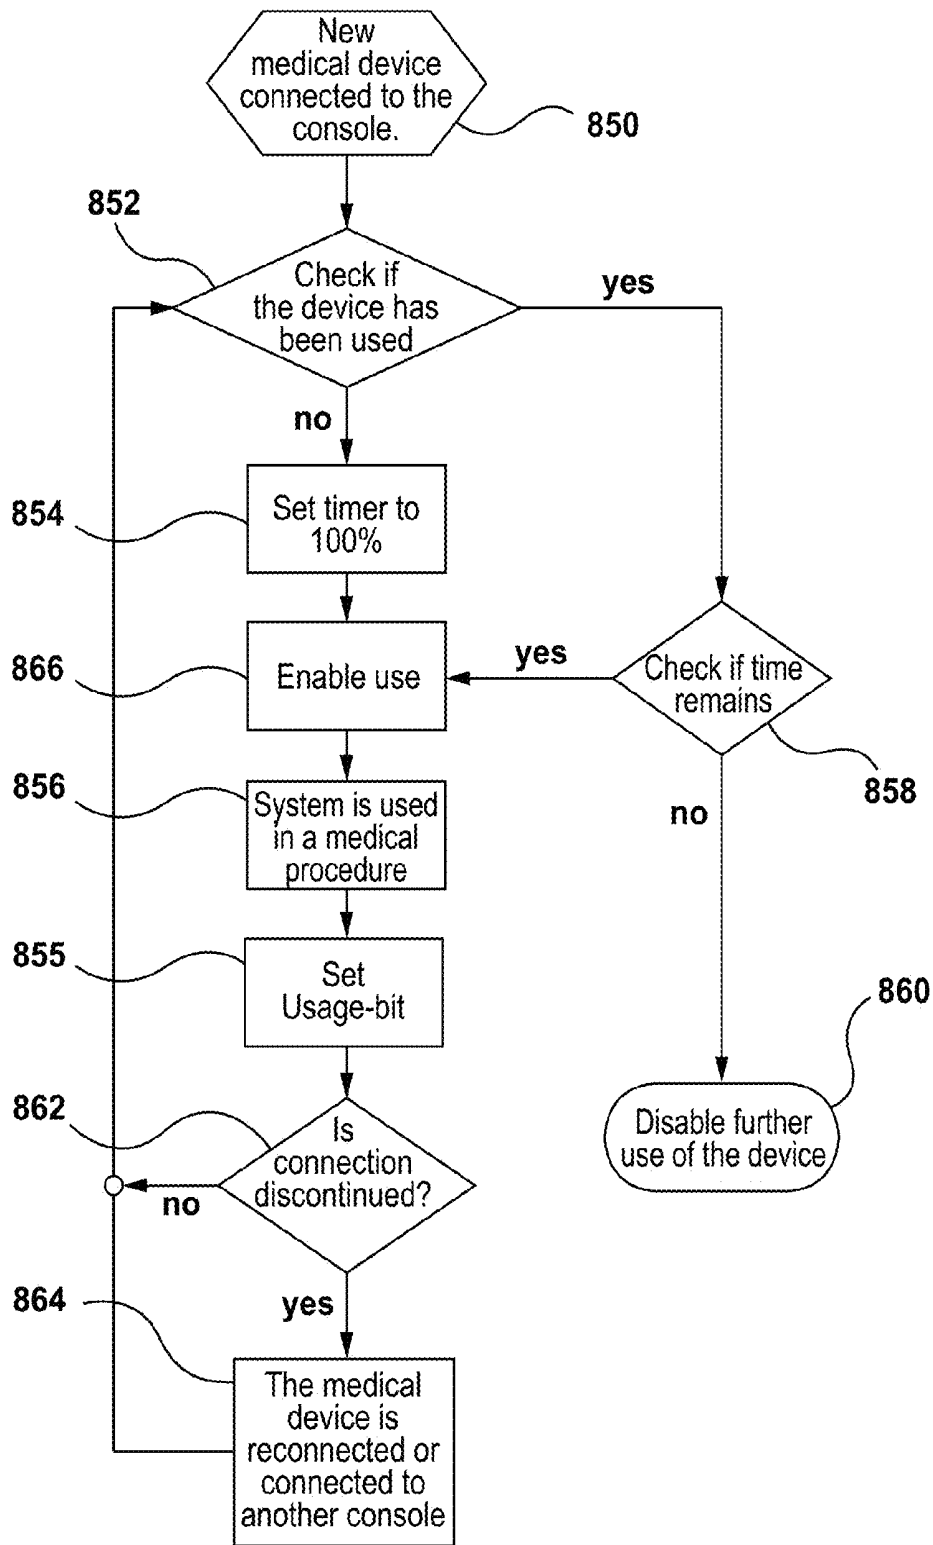 New
medical device
connected to the
console.
850
852
Check if
the device has
been used
yes
no
854
Set timer to
100%
866
Enable use
yes
Check if time
remains
858
856
System is used
in a medical
procedure
no
855
Set
Usage-bit
860
Disable further
use of the device
862
Is
connection
discontinued?
no
yes
864
The medical
device is
reconnected or
connected to
another console